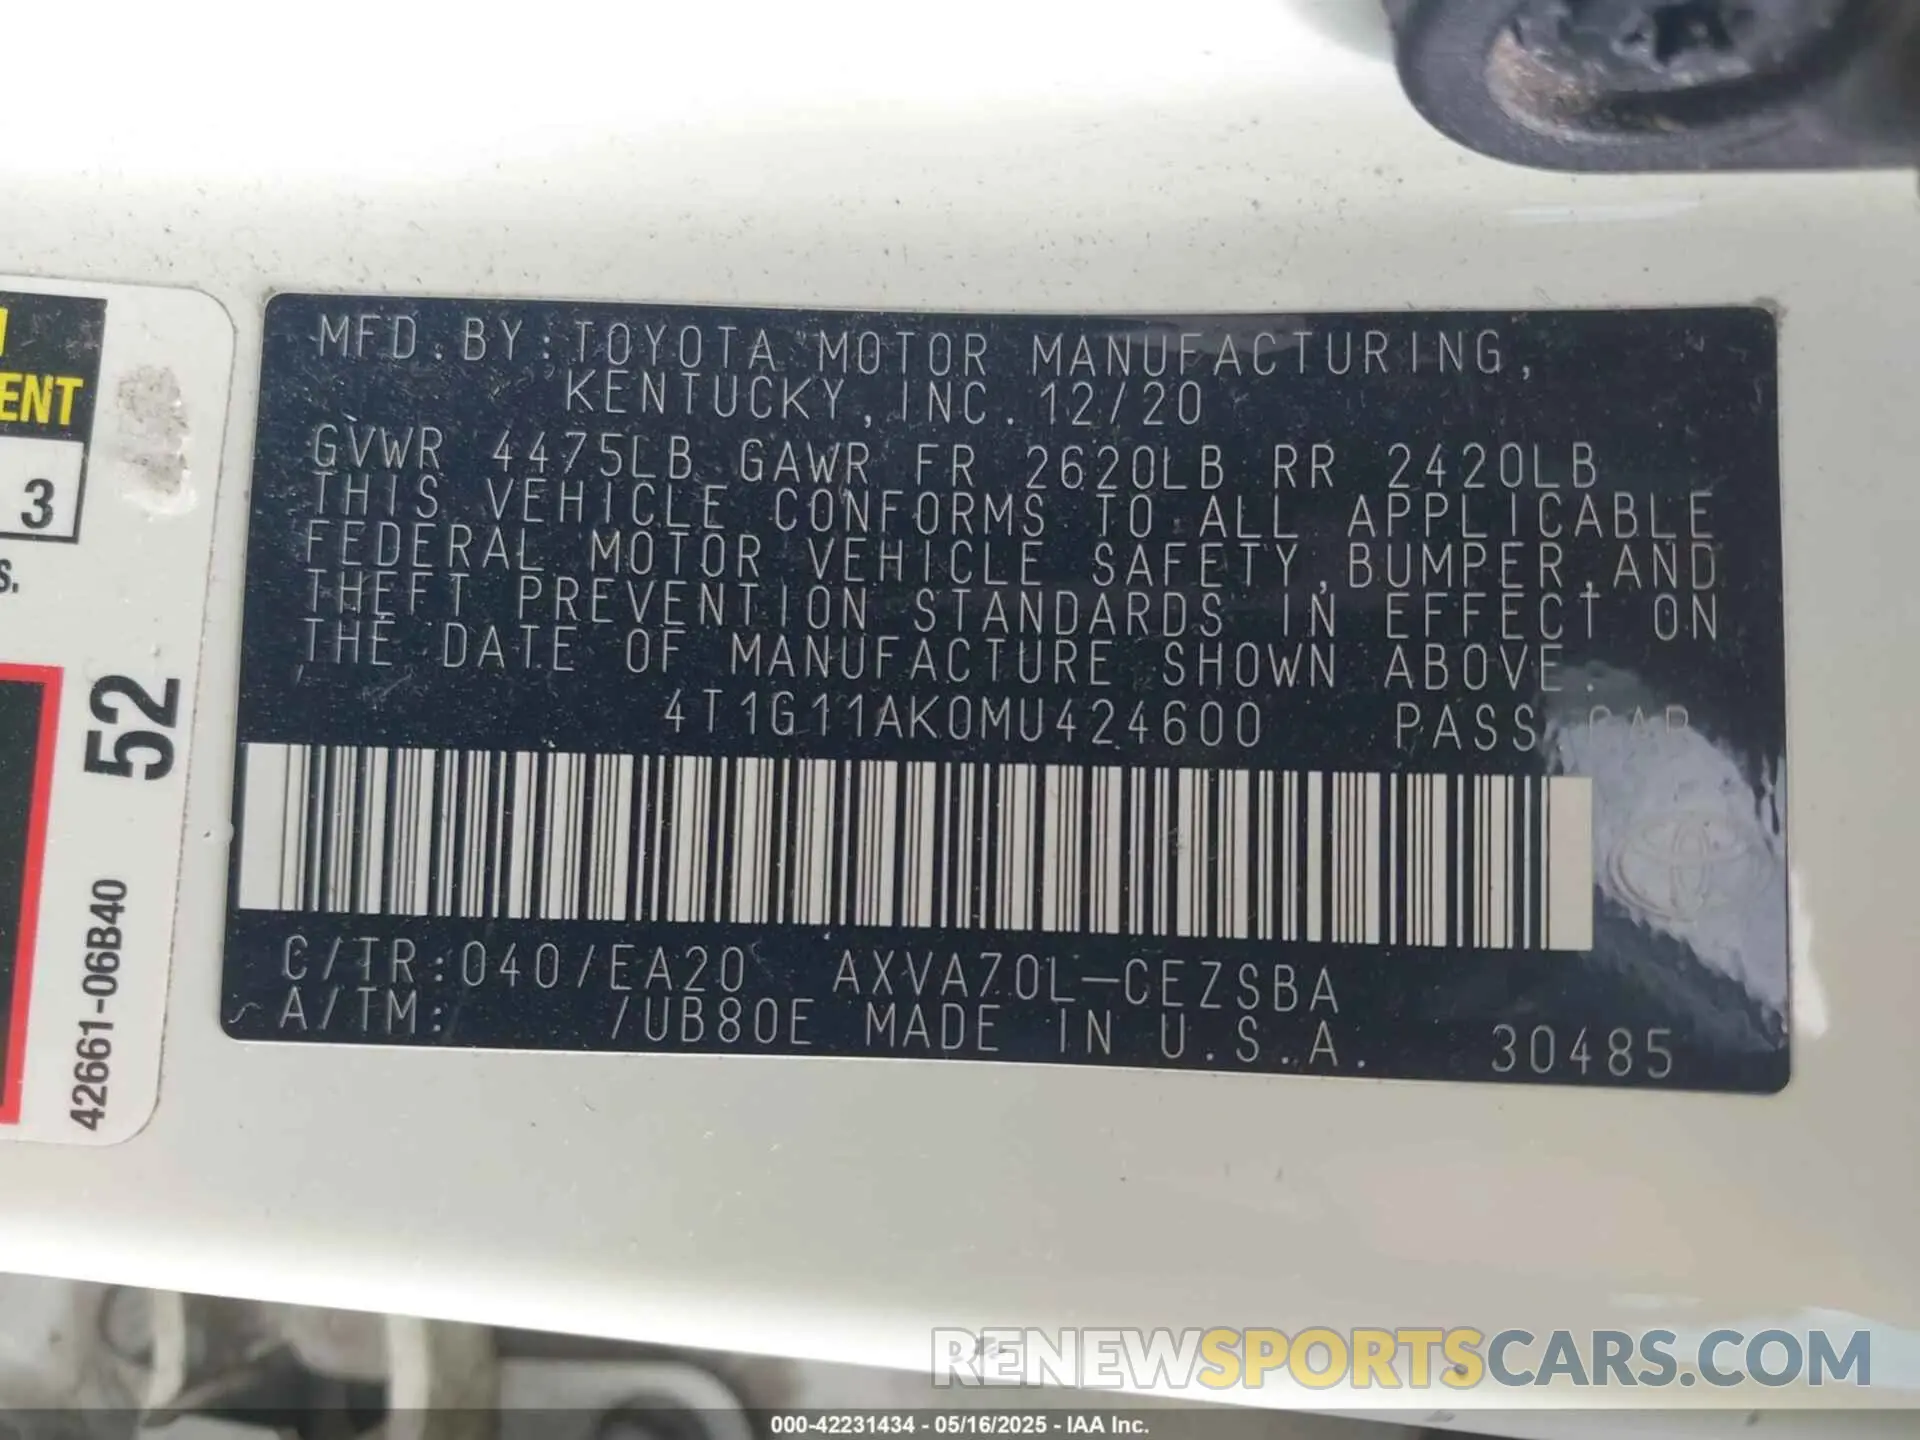 MFD.BY:TOYOTA MOTOR MANUFACTURING,
KENTUCKY,INC.12/20
GVWR 4475LB GAWR FR 2620LB RR 2420LB
THIS VEHICLE CONFORMS TO ALL APPLICABLE
FEDERAL MOTOR VEHICLE SAFETY,BUMPER,AND
THEFT PREVENTION STANDARDS IN EFFECT ON
THE DATE OF MANUFACTURE SHOWN ABOVE.
4T1G11AK0MU424600 PASS.CAR
C/TR:040/EA20 AXVA70L-CEZSBA
A/TM: /UB80E MADE IN U.S.A. 30485
ENT
3
S.
52
42661-06B40
RENEWSPORTSCARS.COM
000-42231434 - 05/16/2025 - IAA Inc.